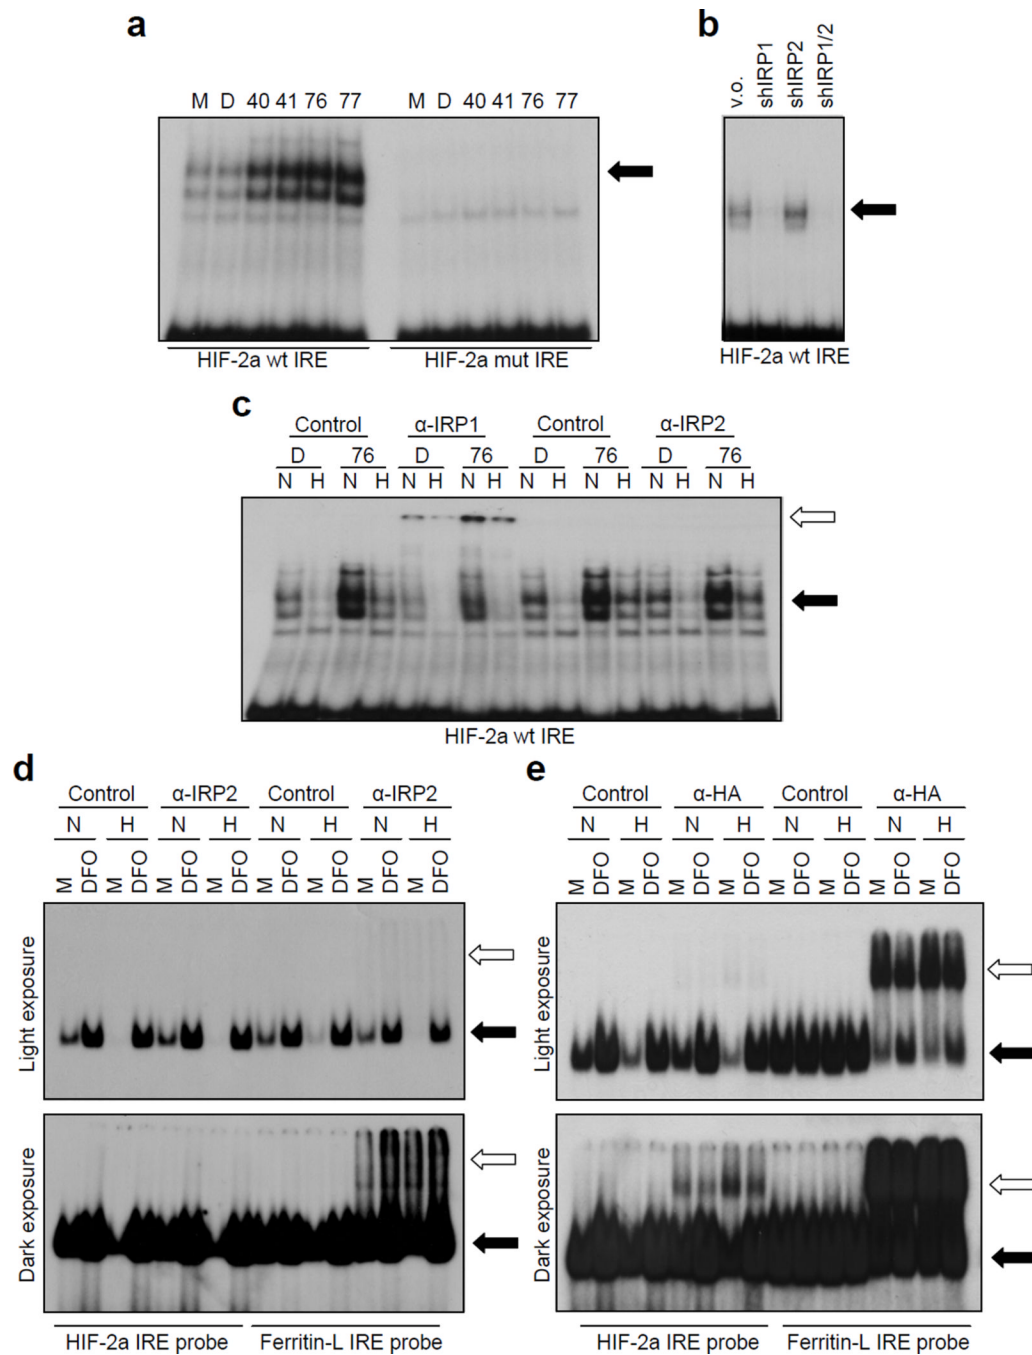 a
M D 40 41 76 77 M D 40 41 76 77
HIF-2a wt IRE HIF-2a mut IRE
b
v.o. shIRP1 shIRP2 shIRP1/2
HIF-2a wt IRE
c
Control α-IRP1 Control α-IRP2
D 76 D 76 D 76 D 76
N H N H N H N H N H N H N H N H
HIF-2a wt IRE
d
Control α-IRP2 Control α-IRP2
N H N H N H N H
M DFO M DFO M DFO M DFO M DFO M DFO M DFO M DFO
Light exposure
Dark exposure
HIF-2a IRE probe Ferritin-L IRE probe
e
Control α-HA Control α-HA
N H N H N H N H
M DFO M DFO M DFO M DFO M DFO M DFO M DFO M DFO
Light exposure
Dark exposure
HIF-2a IRE probe Ferritin-L IRE probe